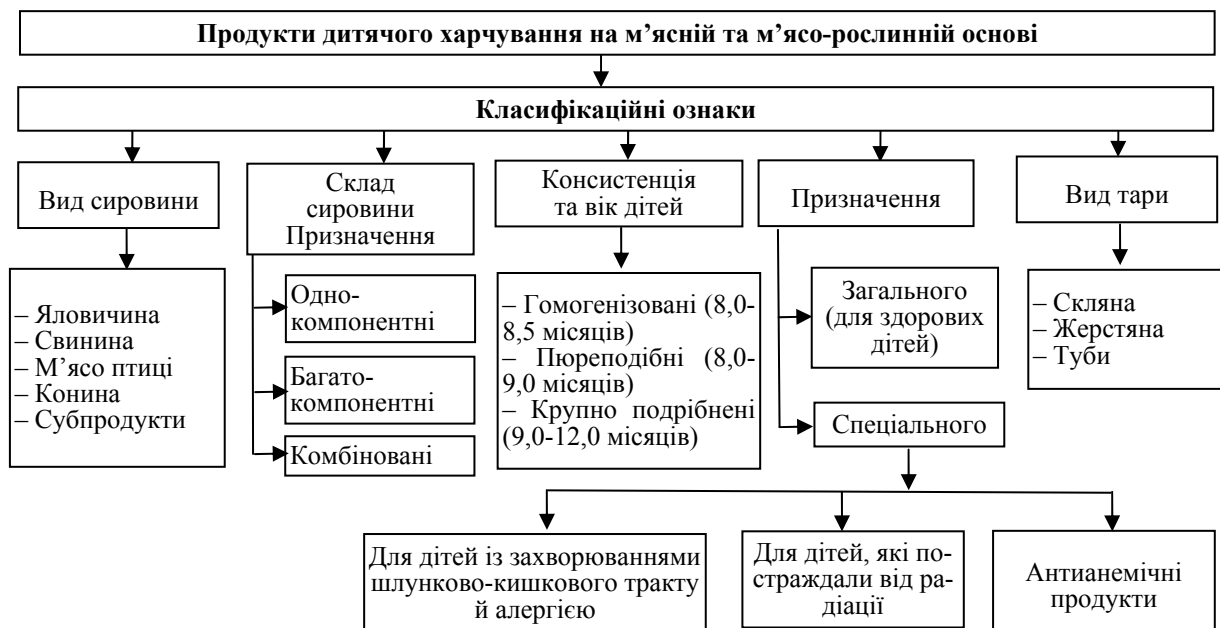 Продукти дитячого харчування на м’ясній та м’ясо-рослинній основі
Класифікаційні ознаки
Вид сировини
Склад
сировини
Призначення
Консистенція
та вік дітей
Призначення
Вид тари
– Яловичина
– Свинина
– М’ясо птиці
– Конина
– Субпродукти
Одно-
компонентні
Багато-
компонентні
Комбіновані
– Гомогенізовані (8,0-
8,5 місяців)
– Пюреподібні (8,0-
9,0 місяців)
– Крупно подрібнені
(9,0-12,0 місяців)
Загального
(для здорових
дітей)
Спеціального
– Скляна
– Жерстяна
– Туби
Для дітей із захворюваннями
шлунково-кишкового тракту
й алергією
Для дітей, які по-
страждали від ра-
діації
Антианемічні
продукти